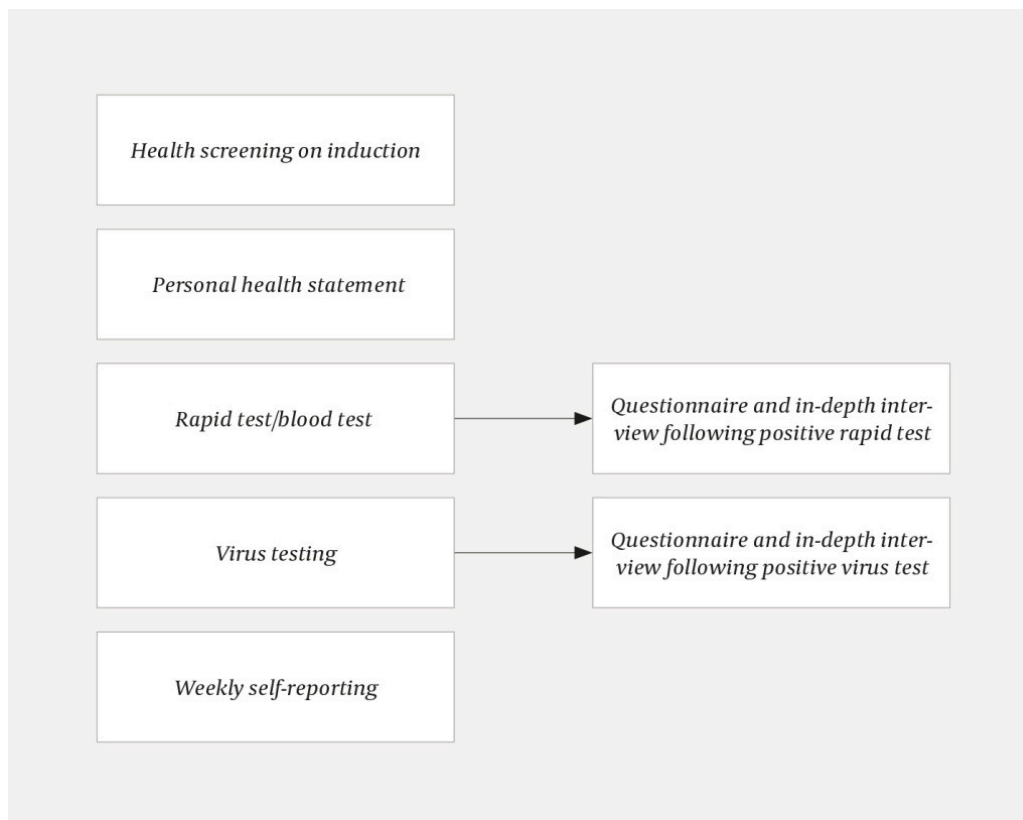 Health screening on induction
Personal health statement
Rapid test/blood test
Questionnaire and in-depth inter-
view following positive rapid test
Virus testing
Questionnaire and in-depth inter-
view following positive virus test
Weekly self-reporting